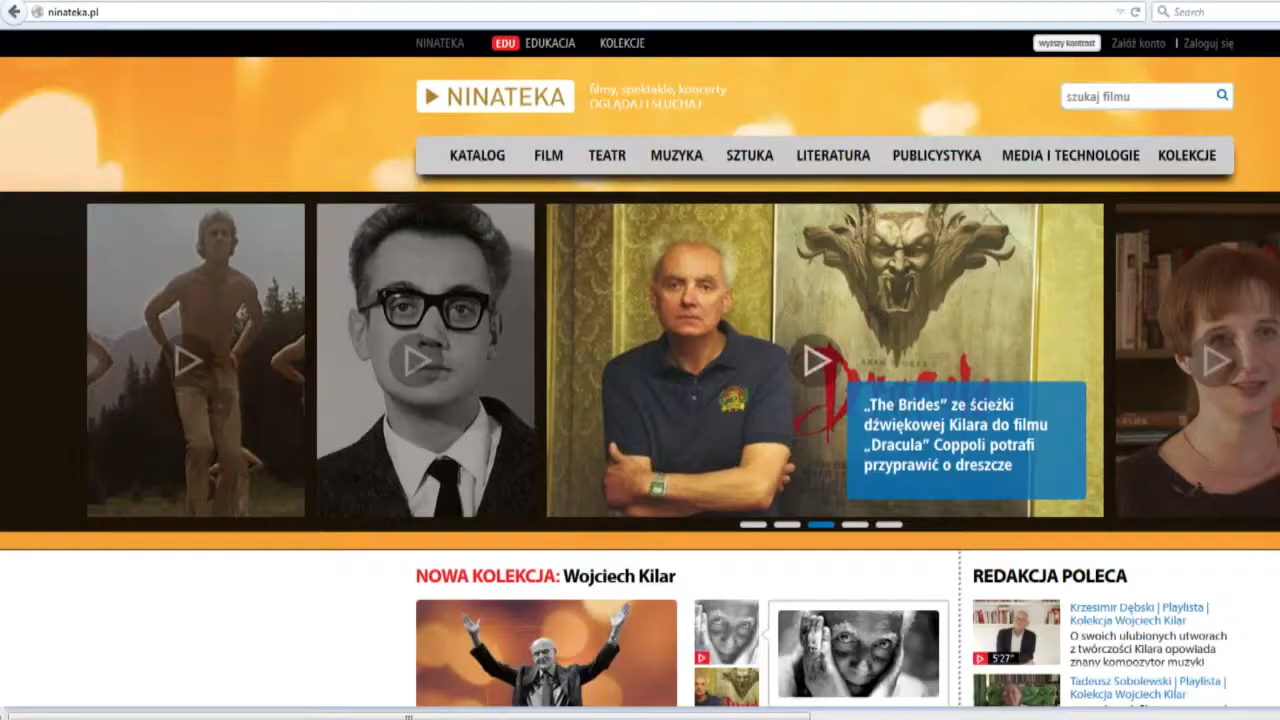 ninateka.pl
Search
NINATEKA
EDU EDUKACJA
KOLEKCJE
wyższy kontrast
Załóż konto | Zaloguj się
NINATEKA
filmy, spektakle, koncerty
OGLĄDAJ I SŁUCHAJ
szukaj filmu
KATALOG
FILM
TEATR
MUZYKA
SZTUKA
LITERATURA
PUBLICYSTYKA
MEDIA I TECHNOLOGIE
KOLEKCJE
„The Brides” ze ścieżki
dźwiękowej Kilara do filmu
„Dracula” Coppoli potrafi
przyprawić o dreszcze
NOWA KOLEKCJA: Wojciech Kilar
REDAKCJA POLECA
Krzesimir Dębski | Playlista |
Kolekcja Wojciech Kilar
O swoich ulubionych utworach
z twórczości Kilara opowiada
znany kompozytor muzyki
5'27"
Tadeusz Sobolewski | Playlista |
Kolekcja Wojciech Kilar